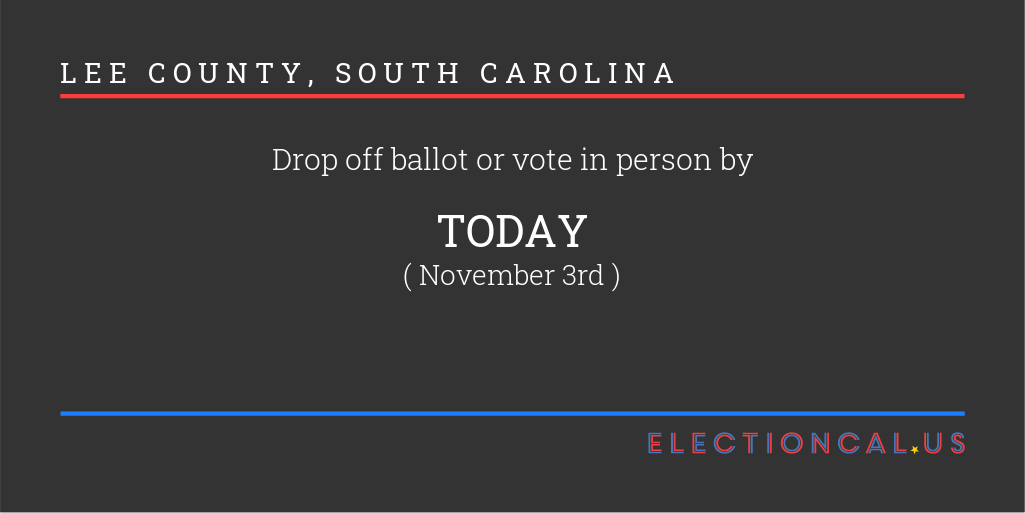 LEE COUNTY, SOUTH CAROLINA
Drop off ballot or vote in person by
TODAY
( November 3rd )
ELECTIONCAL.US